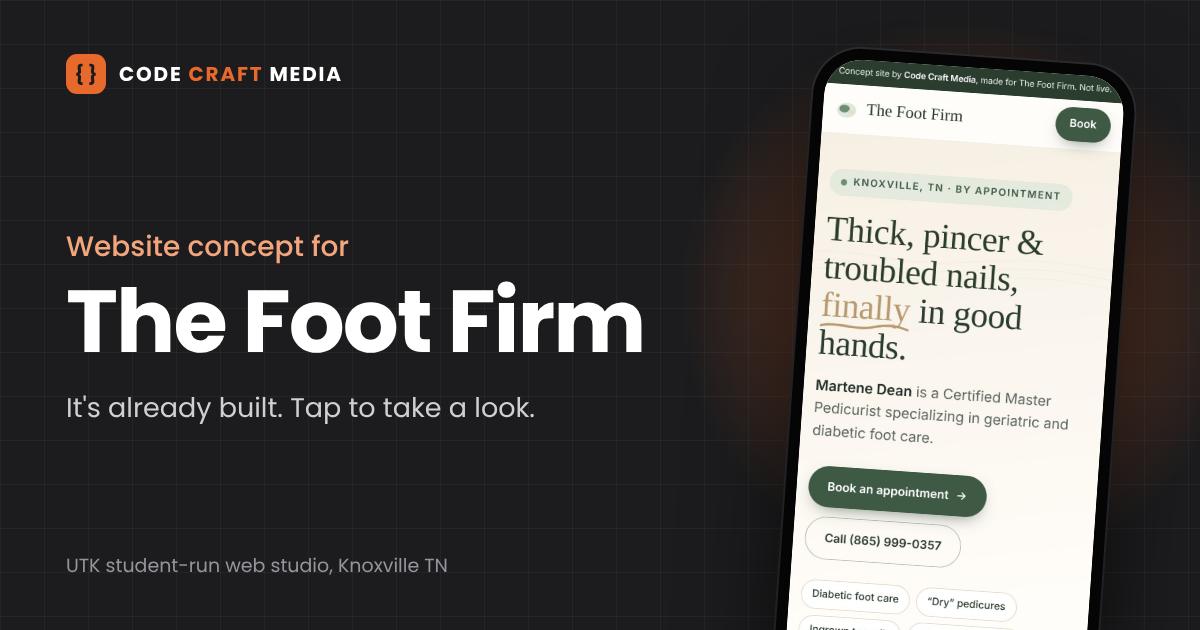 { } CODE CRAFT MEDIA
Website concept for
The Foot Firm
It's already built. Tap to take a look.
UTK student-run web studio, Knoxville TN
Concept site by Code Craft Media, made for The Foot Firm. Not live.
The Foot Firm
Book
KNOXVILLE, TN · BY APPOINTMENT
Thick, pincer &
troubled nails,
finally in good
hands.
Martene Dean is a Certified Master
Pedicurist specializing in geriatric and
diabetic foot care.
Book an appointment →
Call (865) 999-0357
Diabetic foot care
“Dry” pedicures